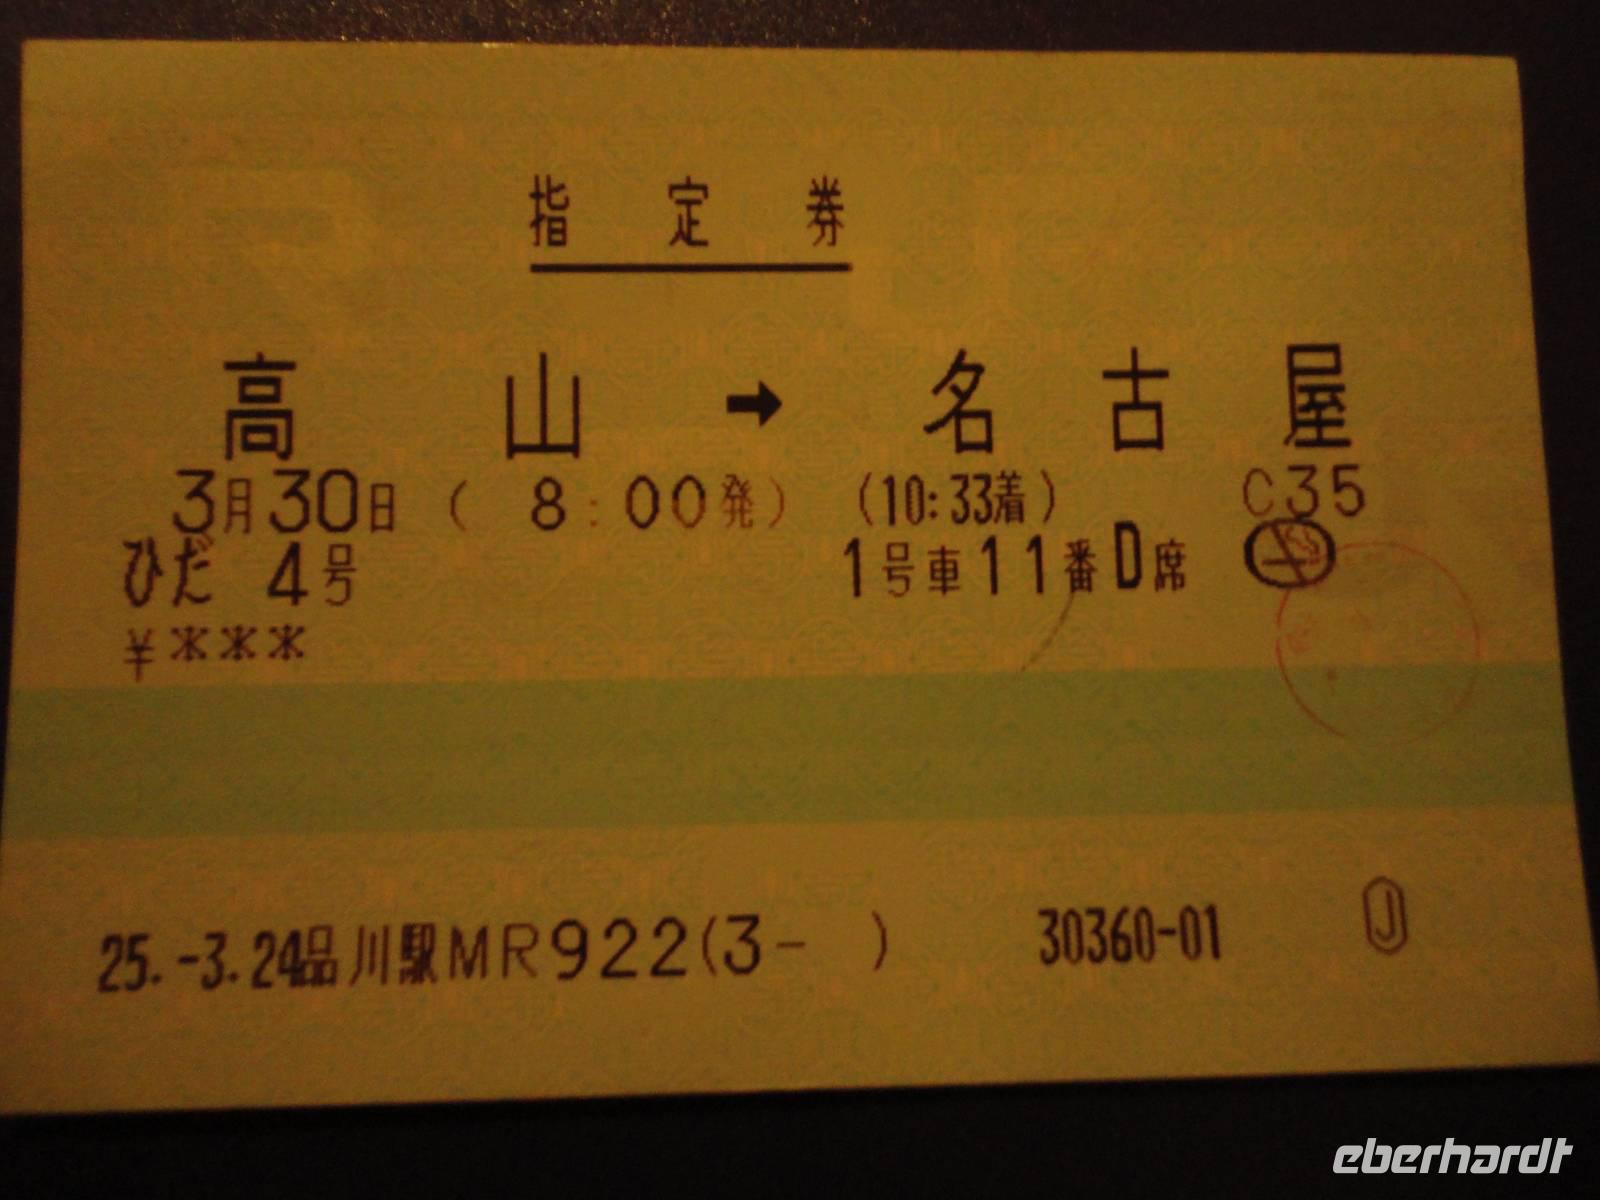 指定券
高山 → 名古屋
3月30日 ( 8:00発) (10:33着) C35
ひだ 4号 1号車11番D席
¥***
25.-3.24品川駅MR922(3- ) 30360-01 J
eberhardt